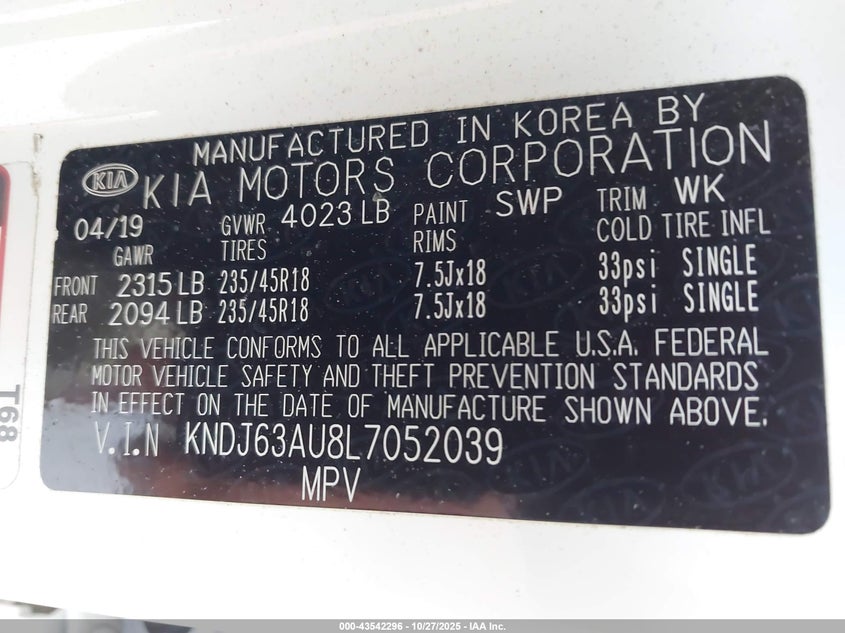 MANUFACTURED IN KOREA BY
KIA KIA MOTORS CORPORATION
04/19 GVWR 4023 LB PAINT SWP TRIM WK
GAWR TIRES RIMS COLD TIRE INFL
FRONT 2315 LB 235/45R18 7.5Jx18 33psi SINGLE
REAR 2094 LB 235/45R18 7.5Jx18 33psi SINGLE
THIS VEHICLE CONFORMS TO ALL APPLICABLE U.S.A. FEDERAL
MOTOR VEHICLE SAFETY AND THEFT PREVENTION STANDARDS
IN EFFECT ON THE DATE OF MANUFACTURE SHOWN ABOVE.
V.I.N KNDJ63AU8L7052039
MPV
T68
000-43542296 - 10/27/2025 - IAA Inc.